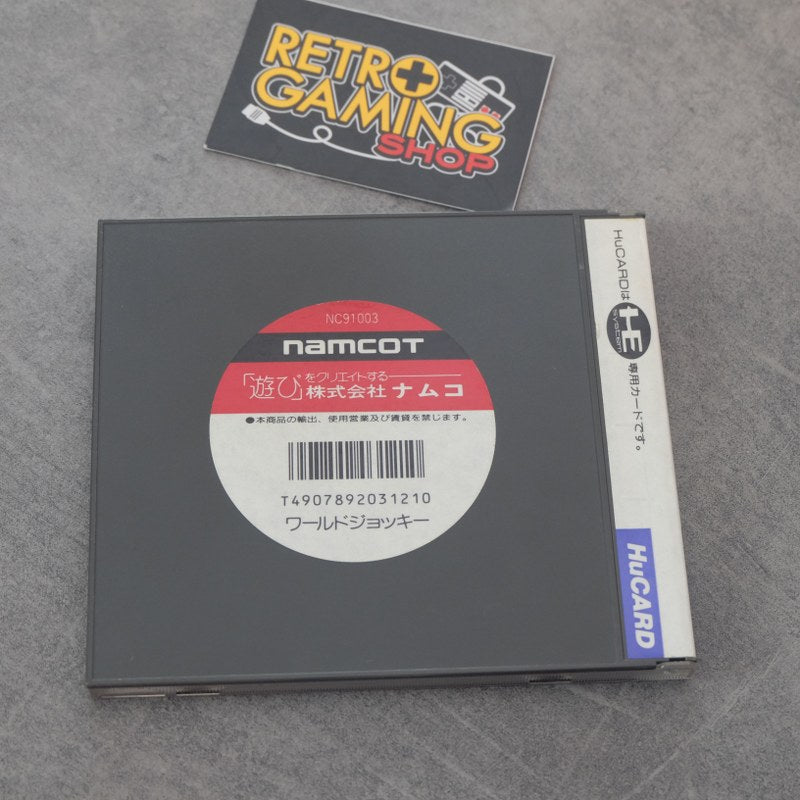 RETRO
GAMING
SHOP
NC91003
namcot
「遊び」をクリエイトする
株式会社ナムコ
●本商品の輸出、使用営業及び賃貸を禁じます。
T4907892031210
ワールドジョッキー
HuCARDは
HE
SYSTEM
専用カードです。
HuCARD